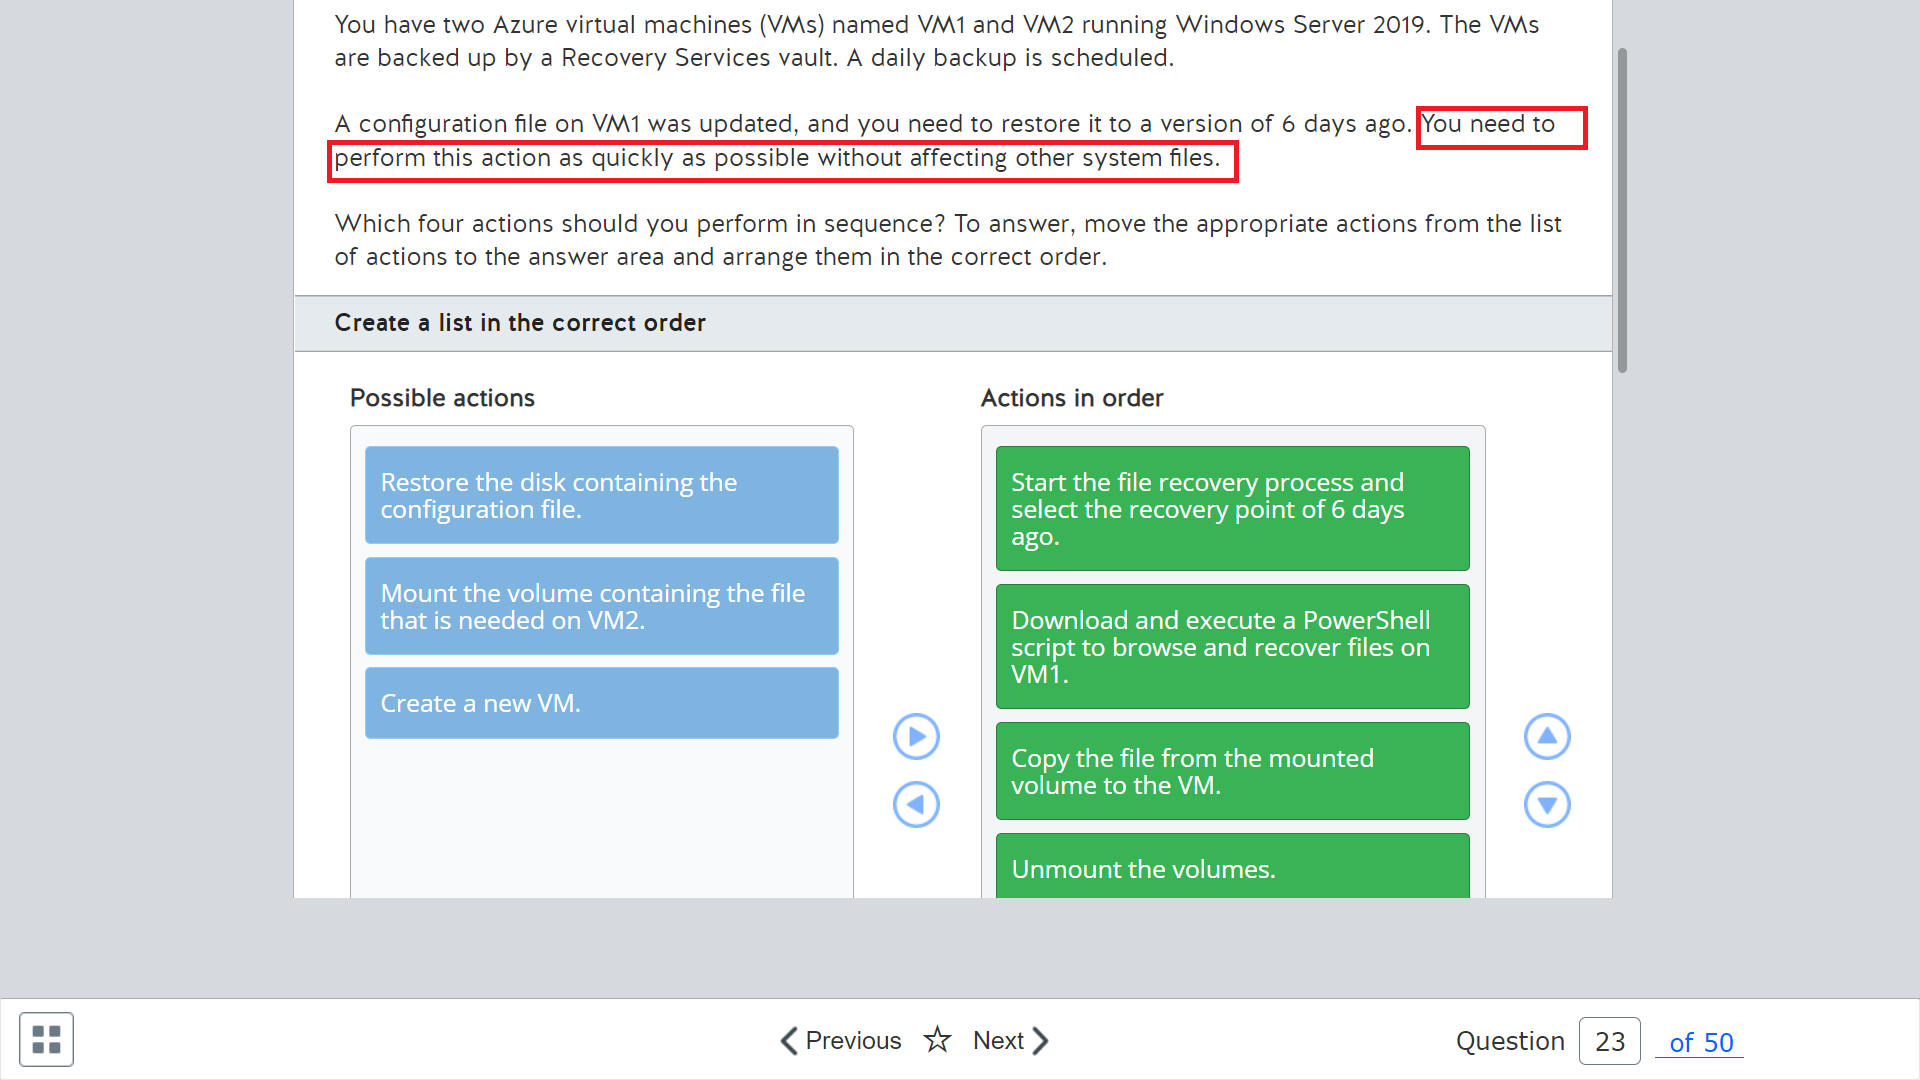 You have two Azure virtual machines (VMs) named VM1 and VM2 running Windows Server 2019. The VMs
are backed up by a Recovery Services vault. A daily backup is scheduled.
A configuration file on VM1 was updated, and you need to restore it to a version of 6 days ago. You need to
perform this action as quickly as possible without affecting other system files.
Which four actions should you perform in sequence? To answer, move the appropriate actions from the list
of actions to the answer area and arrange them in the correct order.
Create a list in the correct order
Possible actions
Restore the disk containing the
configuration file.
Mount the volume containing the file
that is needed on VM2.
Create a new VM.
Actions in order
Start the file recovery process and
select the recovery point of 6 days
ago.
Download and execute a PowerShell
script to browse and recover files on
VM1.
Copy the file from the mounted
volume to the VM.
Unmount the volumes.
Previous Next Question 23 of 50